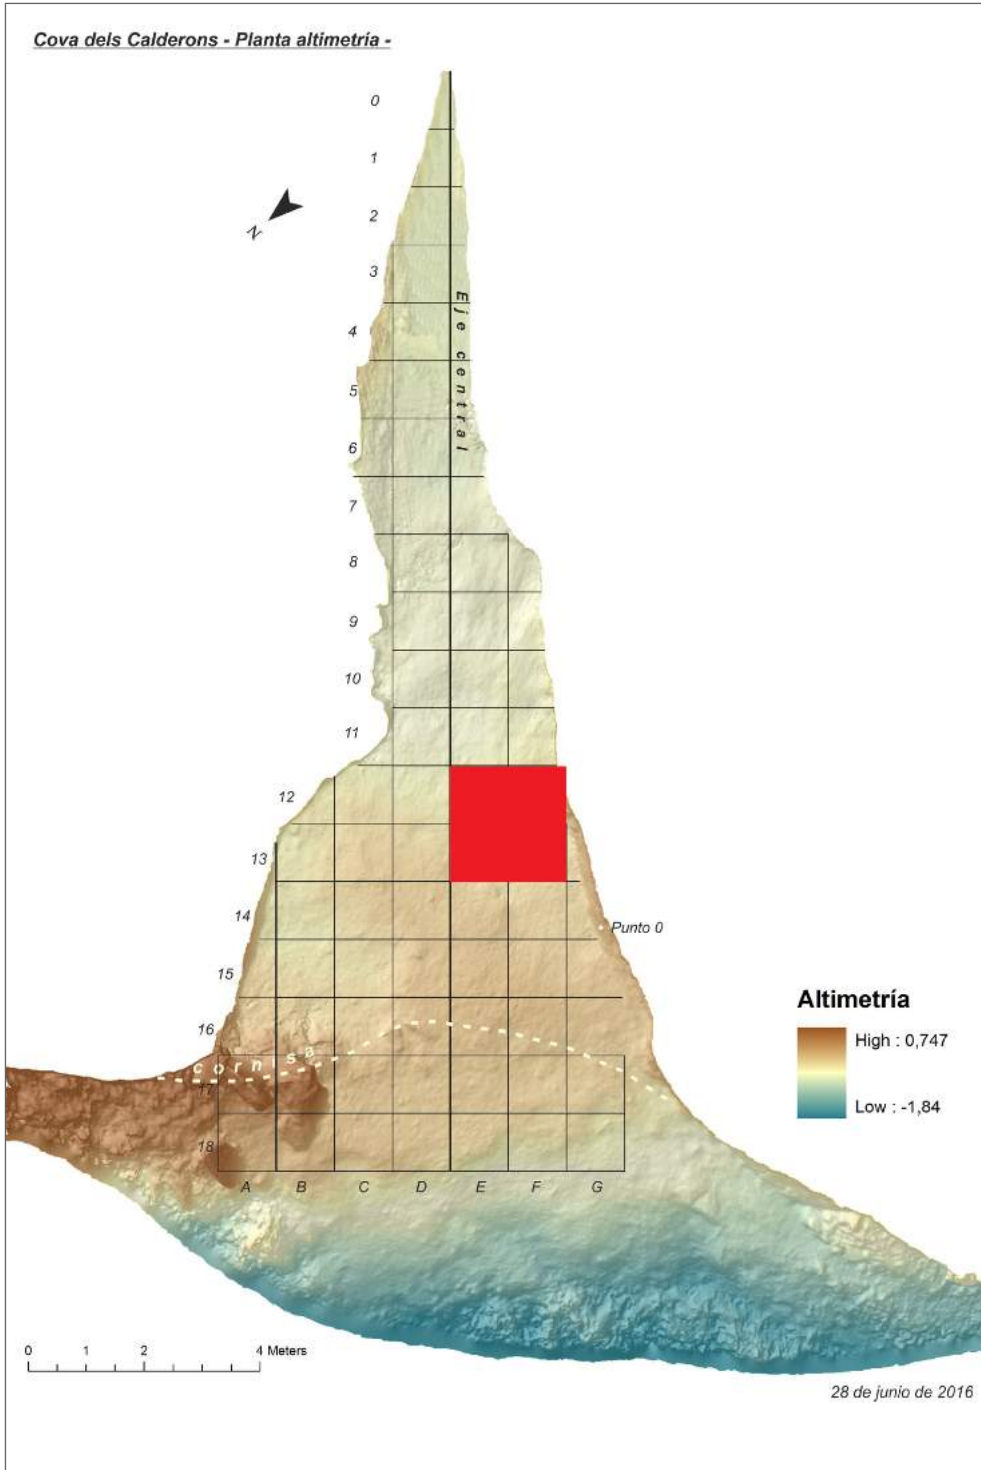 Cova dels Calderons - Planta altimetría -
0
1
2
N
3
4
5
6
7
8
9
10
11
12
13
14
15
16
17
18
Eje central
Punto 0
cornisa
A B C D E F G
Altimetría
High : 0,747
Low : -1,84
0 1 2 4 Meters
28 de junio de 2016